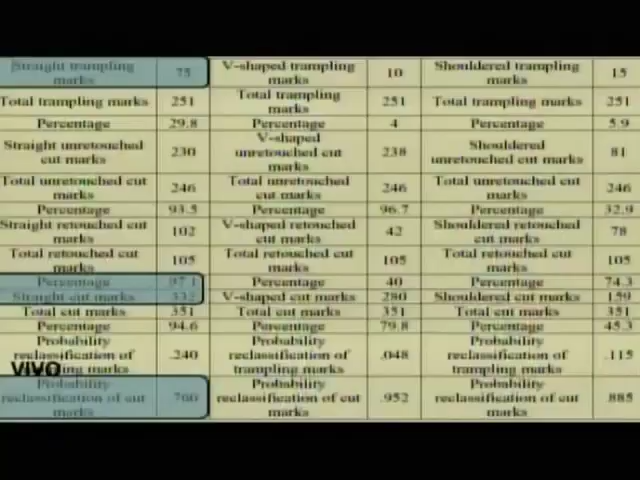 Straight trampling marks 75 V-shaped trampling marks 10 Shouldered trampling marks 15
Total trampling marks 251 Total trampling marks 251 Total trampling marks 251
Percentage 29.8 Percentage 4 Percentage 5.9
Straight unretouched cut marks 230 V-shaped unretouched cut marks 238 Shouldered unretouched cut marks 81
Total unretouched cut marks 246 Total unretouched cut marks 246 Total unretouched cut marks 246
Percentage 93.5 Percentage 96.7 Percentage 32.9
Straight retouched cut marks 102 V-shaped retouched cut marks 42 Shouldered retouched cut marks 78
Total retouched cut marks 105 Total retouched cut marks 105 Total retouched cut marks 105
Percentage 97.1 Percentage 40 Percentage 74.3
Straight cut marks 332 V-shaped cut marks 280 Shouldered cut marks 159
Total cut marks 351 Total cut marks 351 Total cut marks 351
Percentage 94.6 Percentage 79.8 Percentage 45.3
Probability reclassification of trampling marks .240 Probability reclassification of trampling marks .048 Probability reclassification of trampling marks .115
VIVO
Probability reclassification of cut marks .760 Probability reclassification of cut marks .952 Probability reclassification of cut marks .885